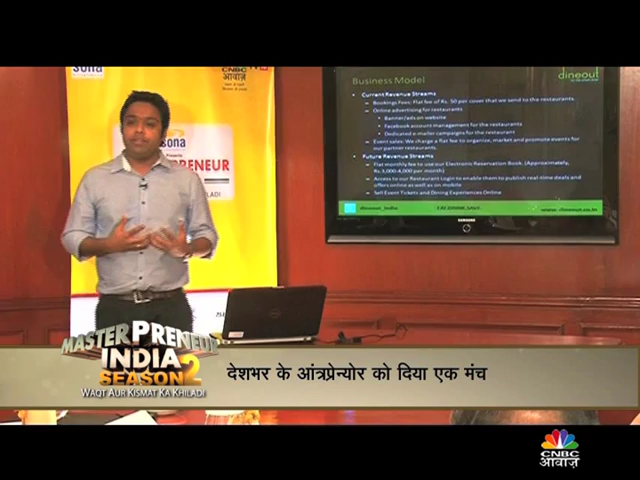 sona
CNBC
आवाज़
dineout
Business Model
Current Revenue Streams
Bookings Fees: Flat fee of Rs. 50 per cover that we send to the restaurants
Online advertising for restaurants
Banner/ads on website
Facebook account management for the restaurants
Dedicated e-mailer campaigns for the restaurant
Event sales: We charge a flat fee to organize, market and promote events for
our partner restaurants.
Future Revenue Streams
Flat monthly fee to use our Electronic Reservation Book. (Approximately,
Rs.3,000-4,000 per month)
Access to our Restaurant Login to enable them to publish real-time deals and
offers online as well as on mobile
Sell Event Tickets and Dining Experiences Online
dineout_india
www.dineout.co.in
SAMSUNG
sona
PRENEUR
MASTERPRENEUR
INDIA
SEASON 2
WAQT AUR KISMAT KA KHILADI
देशभर के आंत्रप्रेन्योर को दिया एक मंच
CNBC
आवाज़